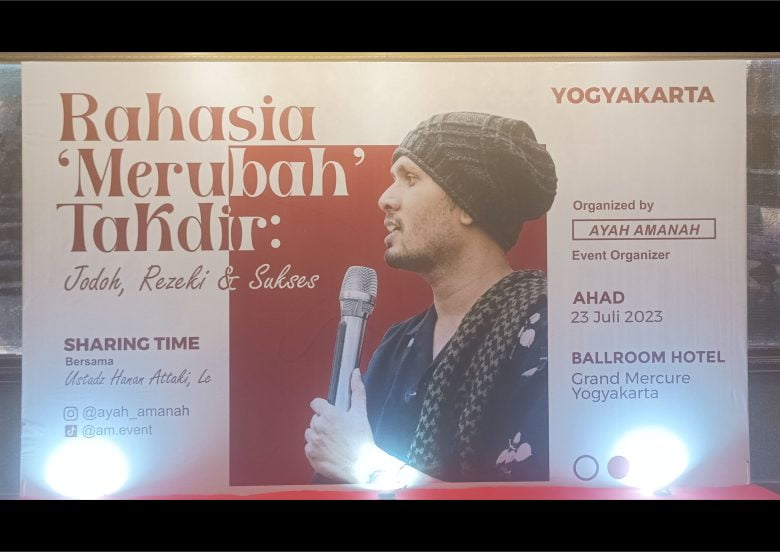 Rahasia
'Merubah'
Takdir:
Jodoh, Rezeki & Sukses
SHARING TIME
Bersama
Ustadz Hanan Attaki, Lc
@ayah_amanah
@am.event
YOGYAKARTA
Organized by
AYAH AMANAH
Event Organizer
AHAD
23 Juli 2023
BALLROOM HOTEL
Grand Mercure
Yogyakarta